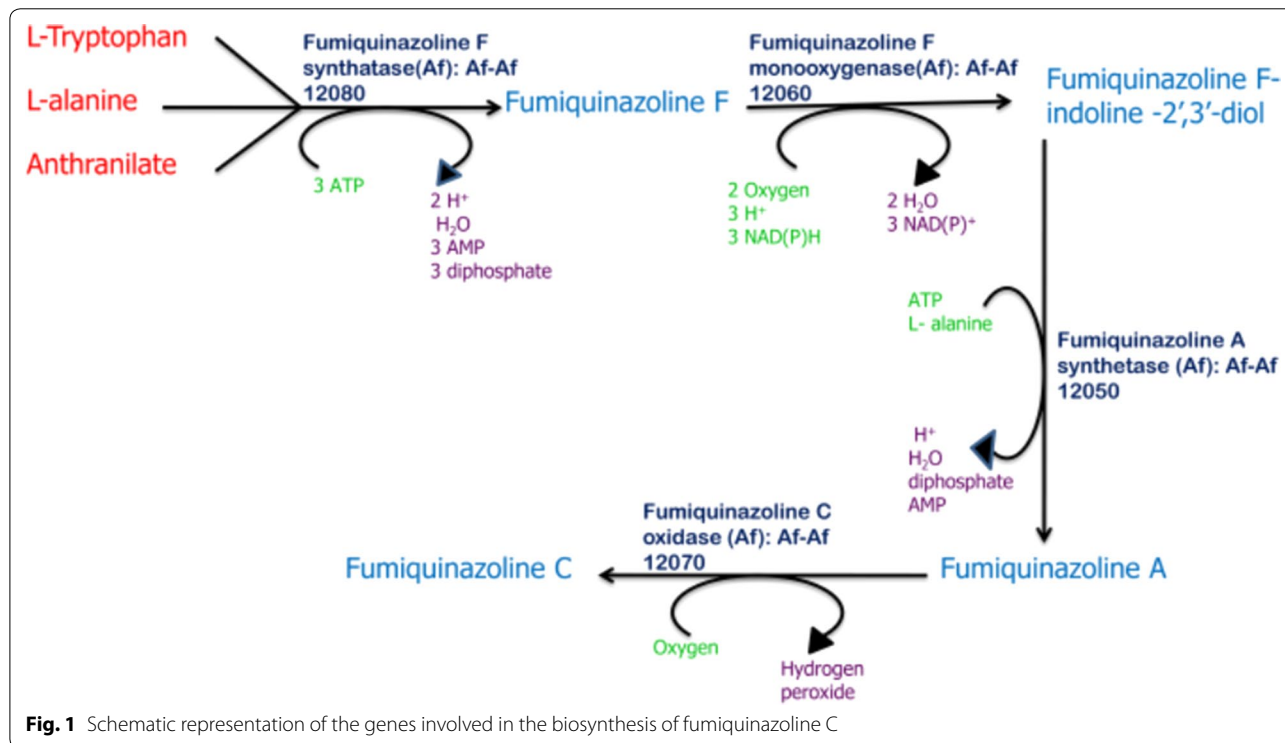 L-Tryptophan
L-alanine
Anthranilate
Fumiquinazoline F
synthatase(Af): Af-Af
12080
3 ATP
2 H⁺
H₂O
3 AMP
3 diphosphate
Fumiquinazoline F
Fumiquinazoline F
monooxygenase(Af): Af-Af
12060
2 Oxygen
3 H⁺
3 NAD(P)H
2 H₂O
3 NAD(P)⁺
Fumiquinazoline F-
indoline -2',3'-diol
ATP
L- alanine
Fumiquinazoline A
synthetase (Af): Af-Af
12050
H⁺
H₂O
diphosphate
AMP
Fumiquinazoline A
Fumiquinazoline C
oxidase (Af): Af-Af
12070
Oxygen
Hydrogen
peroxide
Fumiquinazoline C
Fig. 1 Schematic representation of the genes involved in the biosynthesis of fumiquinazoline C